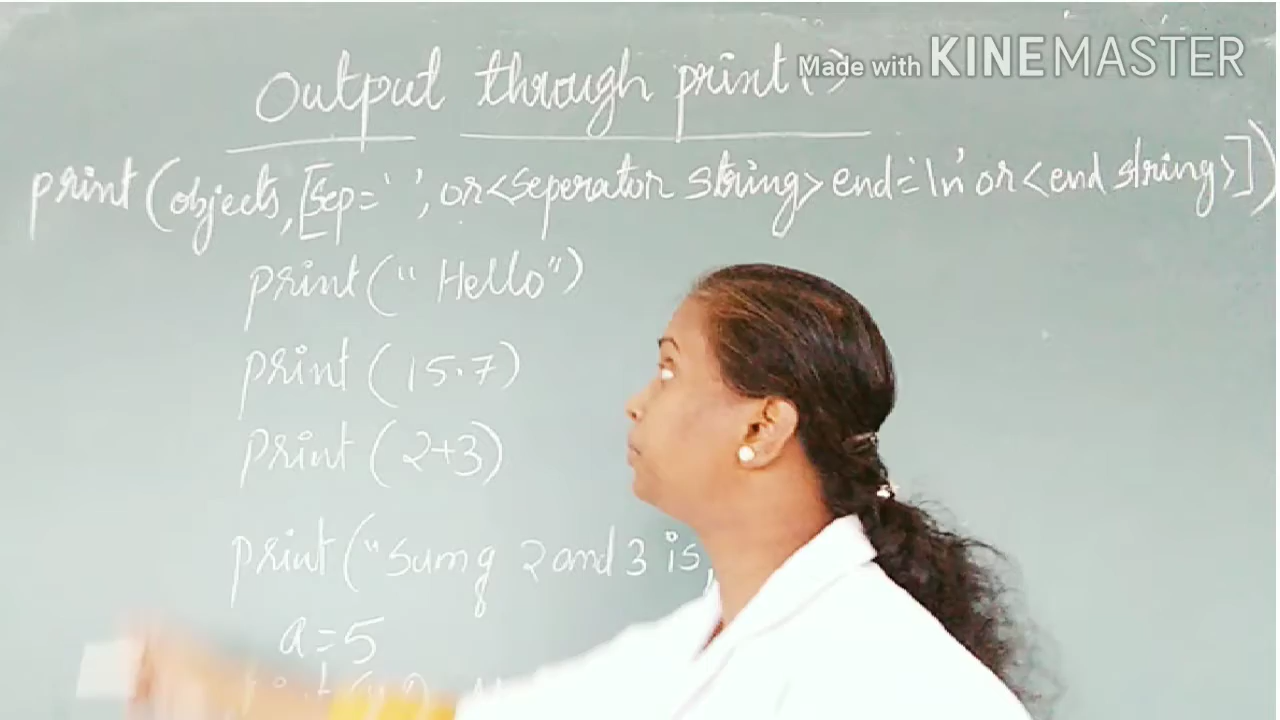 Output through print()
Made with KINEMASTER
print(objects,[sep=' ', or<seperator string> end='\n' or <end string>])
print("Hello")
print(15.7)
print(2+3)
print("Sum of 2 and 3 is,
a=5